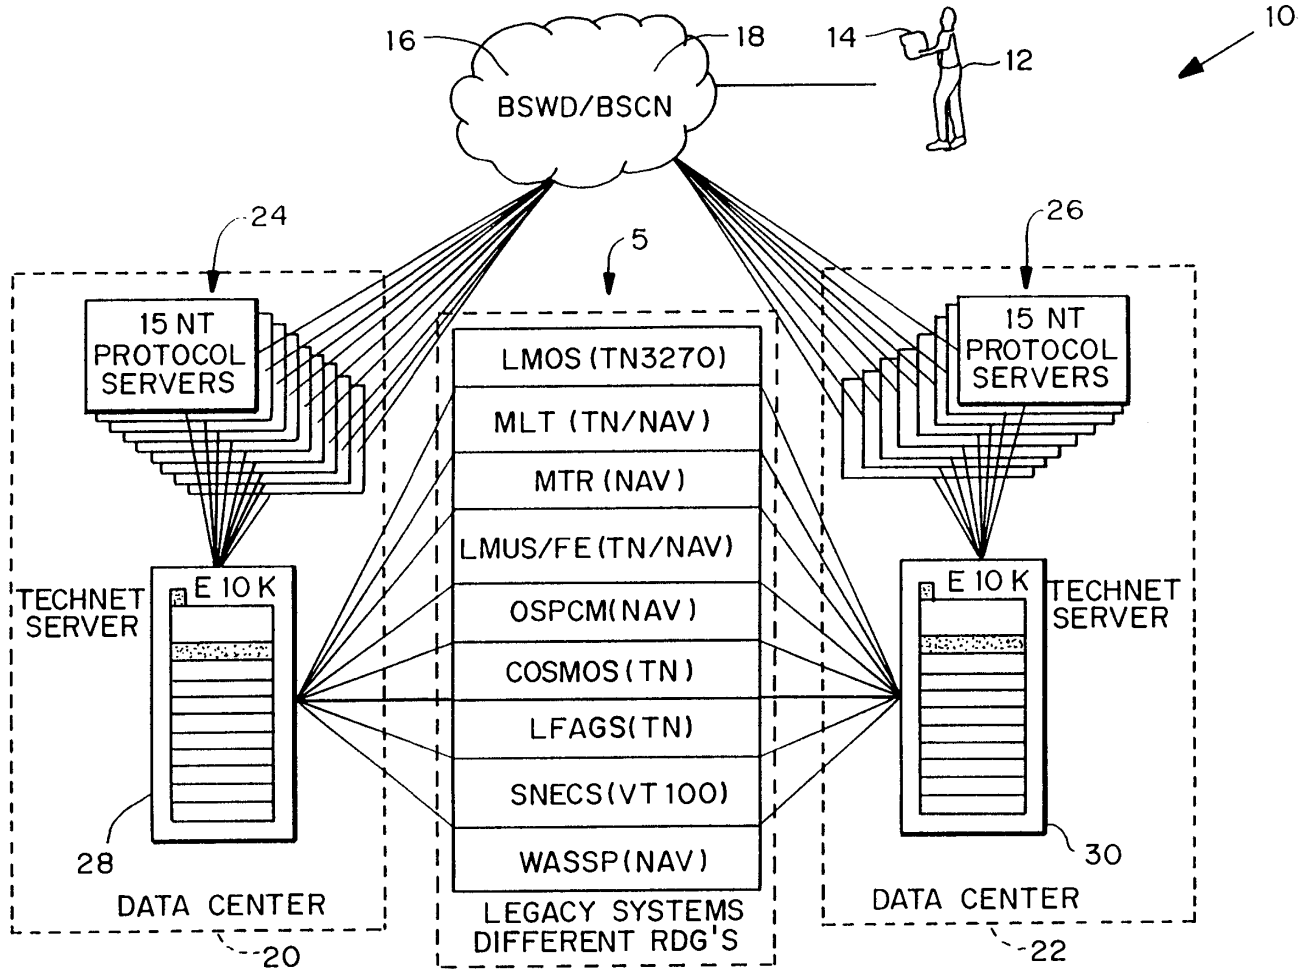 10
16
18
14
12
BSWD/BSCN
24
26
5
15 NT
PROTOCOL
SERVERS
15 NT
PROTOCOL
SERVERS
LMOS (TN3270)
MLT (TN/NAV)
MTR (NAV)
LMUS/FE (TN/NAV)
OSPCM(NAV)
COSMOS (TN)
LFAGS (TN)
SNECS (VT100)
WASSP (NAV)
E 10 K
TECHNET
SERVER
E 10 K
TECHNET
SERVER
28
30
DATA CENTER
20
LEGACY SYSTEMS
DIFFERENT RDG'S
DATA CENTER
22